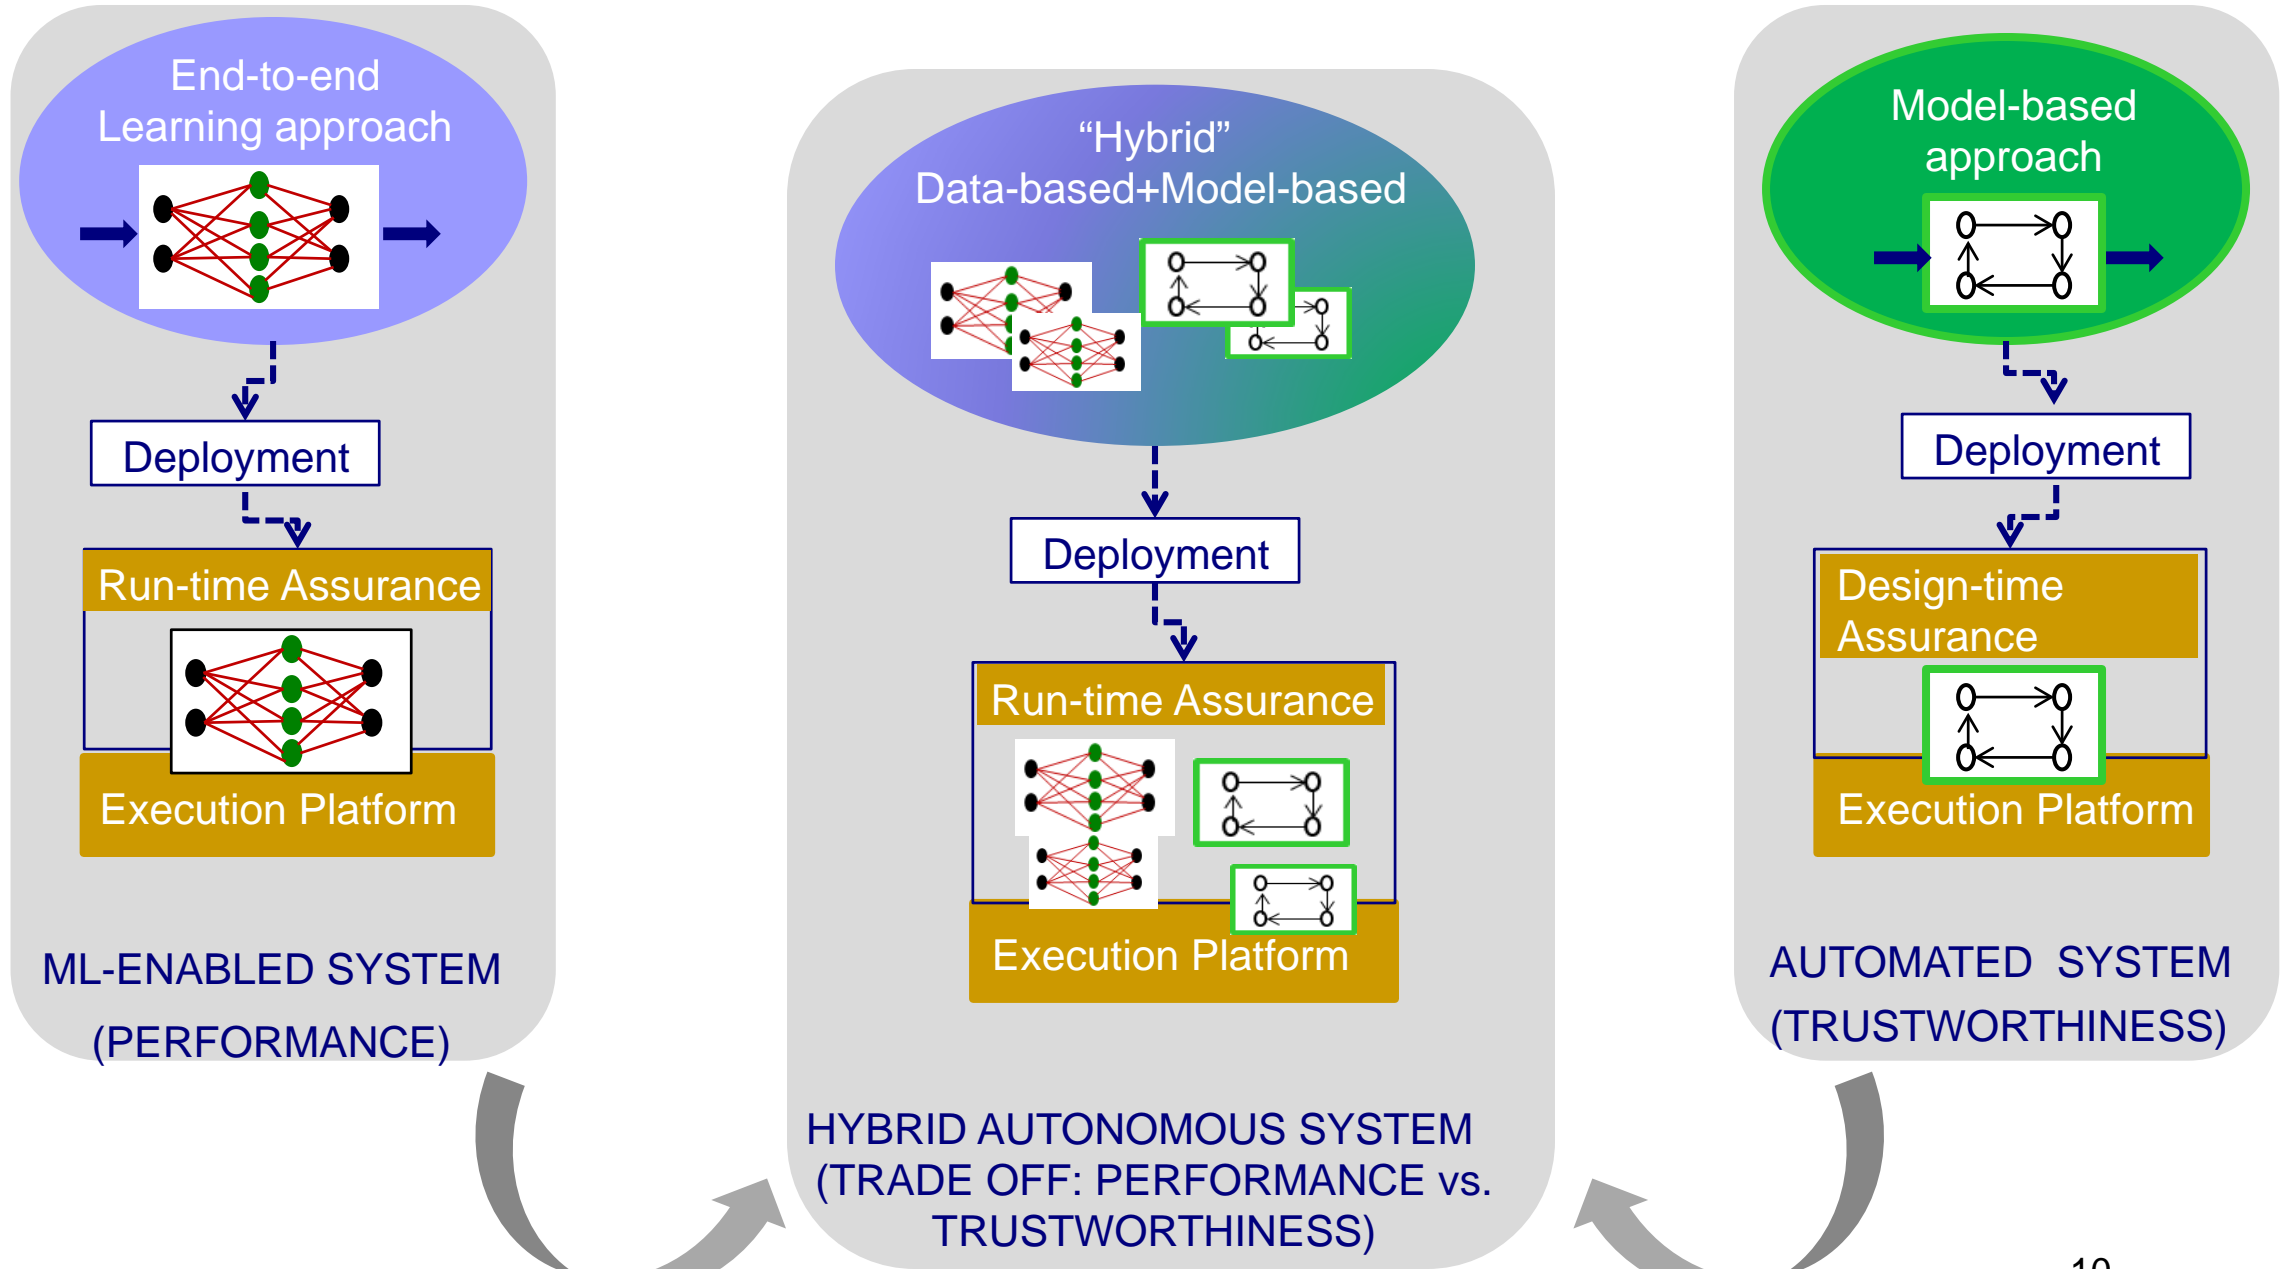 End-to-end
Learning approach
Deployment
Run-time Assurance
Execution Platform
ML-ENABLED SYSTEM
(PERFORMANCE)
“Hybrid”
Data-based+Model-based
Deployment
Run-time Assurance
Execution Platform
HYBRID AUTONOMOUS SYSTEM
(TRADE OFF: PERFORMANCE vs.
TRUSTWORTHINESS)
Model-based
approach
Deployment
Design-time
Assurance
Execution Platform
AUTOMATED SYSTEM
(TRUSTWORTHINESS)
10